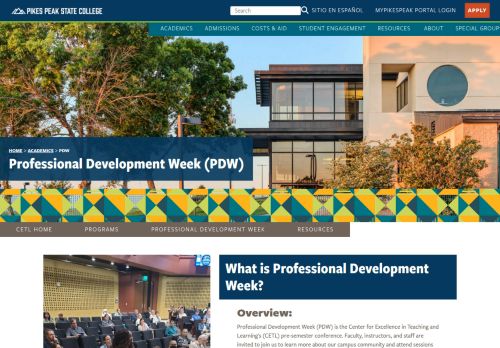 PIKES PEAK STATE COLLEGE
Search
SITIO EN ESPAÑOL
MYPIKESPEAK PORTAL LOGIN
APPLY
ACADEMICS ADMISSIONS COSTS & AID STUDENT ENGAGEMENT RESOURCES ABOUT SPECIAL GROUPS
HOME > ACADEMICS > PDW
Professional Development Week (PDW)
CETL HOME PROGRAMS PROFESSIONAL DEVELOPMENT WEEK RESOURCES
What is Professional Development
Week?
Overview:
Professional Development Week (PDW) is the Center for Excellence in Teaching and
Learning's (CETL) pre-semester conference. Faculty, instructors, and staff are
invited to join us to learn more about our campus community and attend sessions